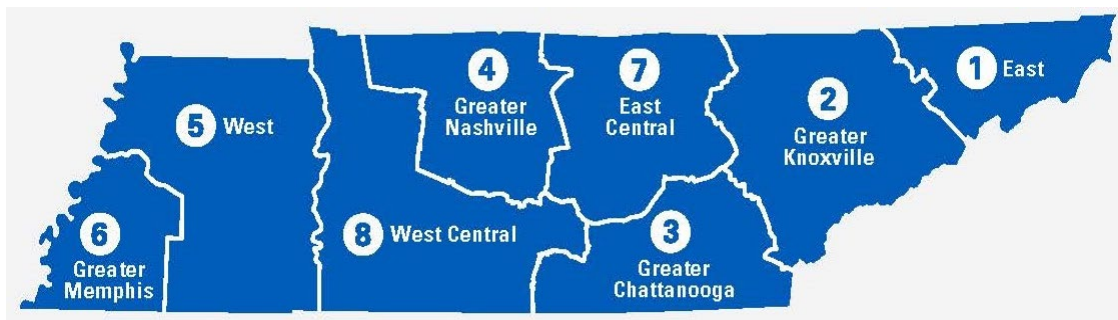 1 East
4
Greater
Nashville
7
East
Central
2
Greater
Knoxville
5 West
6
Greater
Memphis
8 West Central
3
Greater
Chattanooga